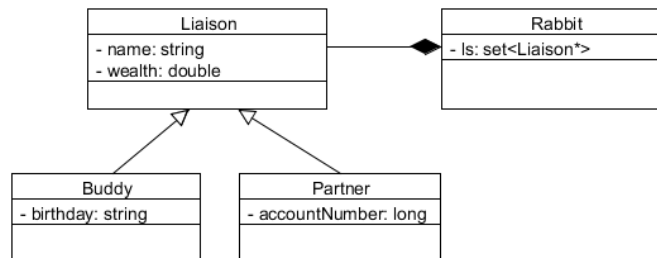 Liaison
- name: string
- wealth: double
Rabbit
- ls: set<Liaison*>
Buddy
- birthday: string
Partner
- accountNumber: long